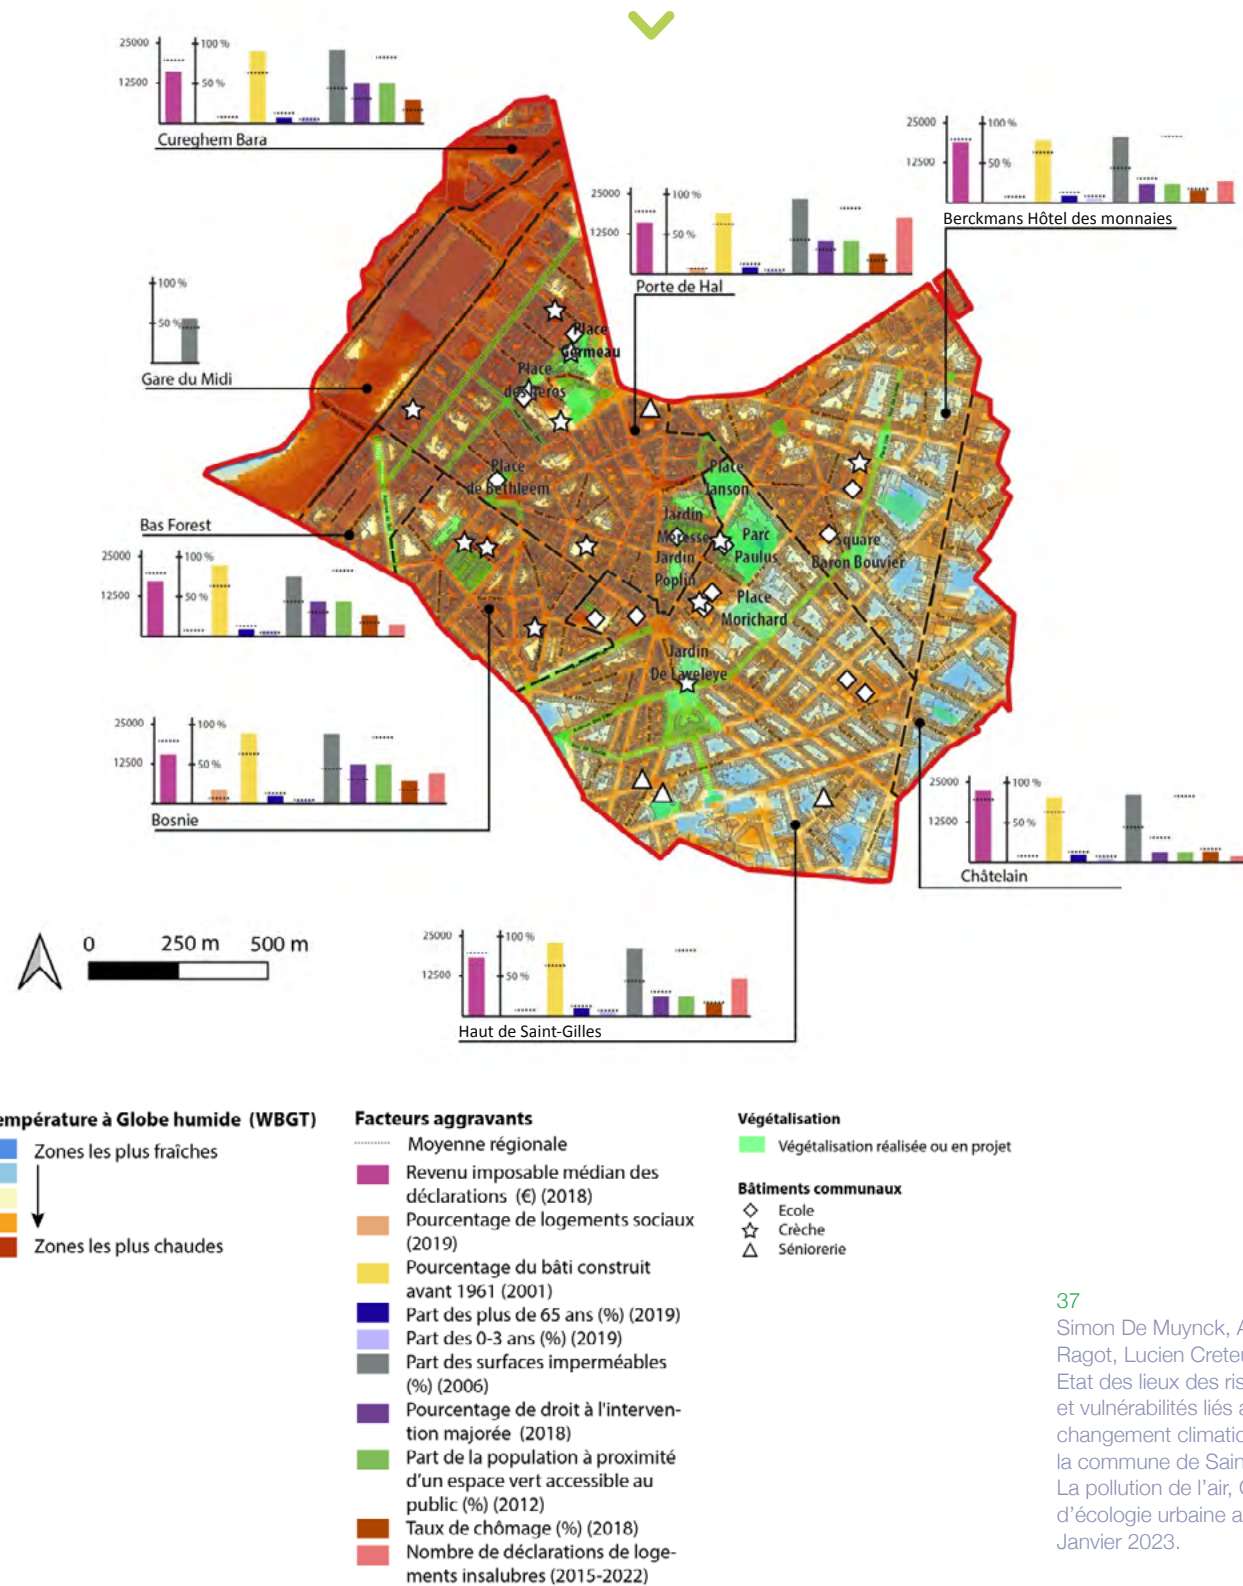 25000
100 %
12500
50 %
Cureghem Bara
25000
100 %
12500
50 %
Berckmans Hôtel des monnaies
25000
100 %
12500
50 %
Porte de Hal
100 %
50 %
Gare du Midi
Place
Germeau
Place
des héros
Place
de Bethleem
Place
Janson
Jardin
Parc
Paulus
Jardin
Poplin
Square
Baron Bouvier
Place
Morichard
Jardin
De Laveleye
Bas Forest
25000
100 %
12500
50 %
25000
100 %
12500
50 %
Bosnie
25000
100 %
12500
50 %
Châtelain
0 250 m 500 m
25000
100 %
12500
50 %
Haut de Saint-Gilles
empérature à Globe humide (WBGT)
Zones les plus fraîches
Zones les plus chaudes
Facteurs aggravants
Moyenne régionale
Revenu imposable médian des
déclarations (€) (2018)
Pourcentage de logements sociaux
(2019)
Pourcentage du bâti construit
avant 1961 (2001)
Part des plus de 65 ans (%) (2019)
Part des 0-3 ans (%) (2019)
Part des surfaces imperméables
(%) (2006)
Pourcentage de droit à l'interven-
tion majorée (2018)
Part de la population à proximité
d'un espace vert accessible au
public (%) (2012)
Taux de chômage (%) (2018)
Nombre de déclarations de loge-
ments insalubres (2015-2022)
Végétalisation
Végétalisation réalisée ou en projet
Bâtiments communaux
Ecole
Crèche
Séniorerie
37
Simon De Muynck, A
Ragot, Lucien Creteu
Etat des lieux des ris
et vulnérabilités liés a
changement climatic
la commune de Sain
La pollution de l'air, C
d'écologie urbaine a
Janvier 2023.